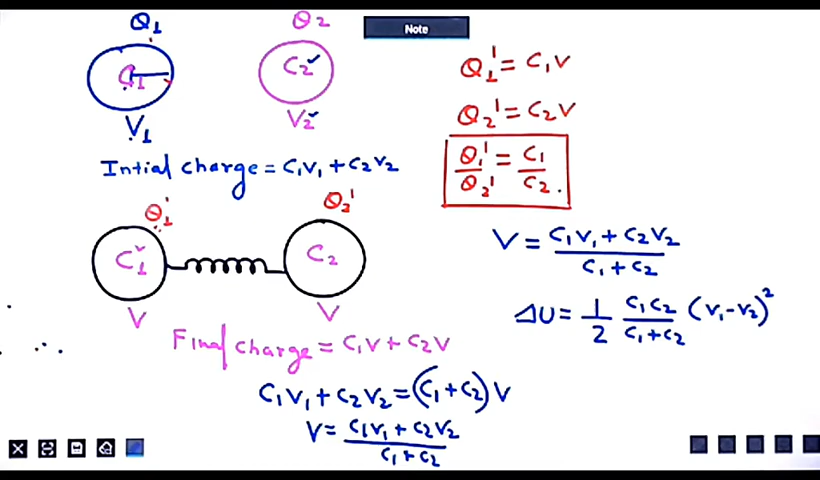 Note
Q₁
Q₂
C₁
C₂
V₁
V₂
Q₁' = C₁V
Q₂' = C₂V
Q₁'/Q₂' = C₁/C₂.
Intial charge = C₁V₁ + C₂V₂
Q₁'
Q₂'
C₁
C₂
V
V
V = (C₁V₁ + C₂V₂)/(C₁ + C₂)
ΔU = 1/2 C₁C₂/(C₁+C₂) (V₁-V₂)²
Final charge = C₁V + C₂V
C₁V₁ + C₂V₂ = (C₁ + C₂) V
V = (C₁V₁ + C₂V₂)/(C₁ + C₂)